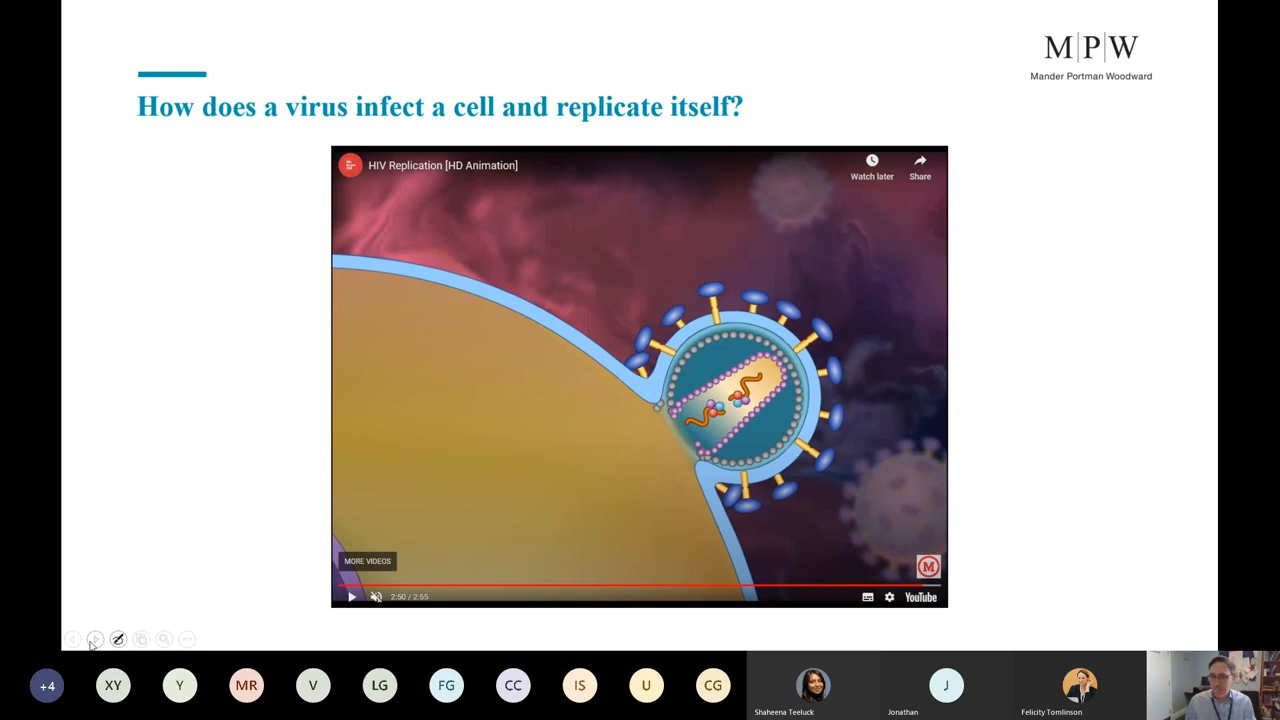 M|P|W
Mander Portman Woodward
How does a virus infect a cell and replicate itself?
HIV Replication [HD Animation]
Watch later
Share
MORE VIDEOS
M
2:50 / 2:55
YouTube
+4
XY
Y
MR
V
LG
FG
CC
IS
U
CG
J
Shaheena Teeluck
Jonathan
Felicity Tomlinson